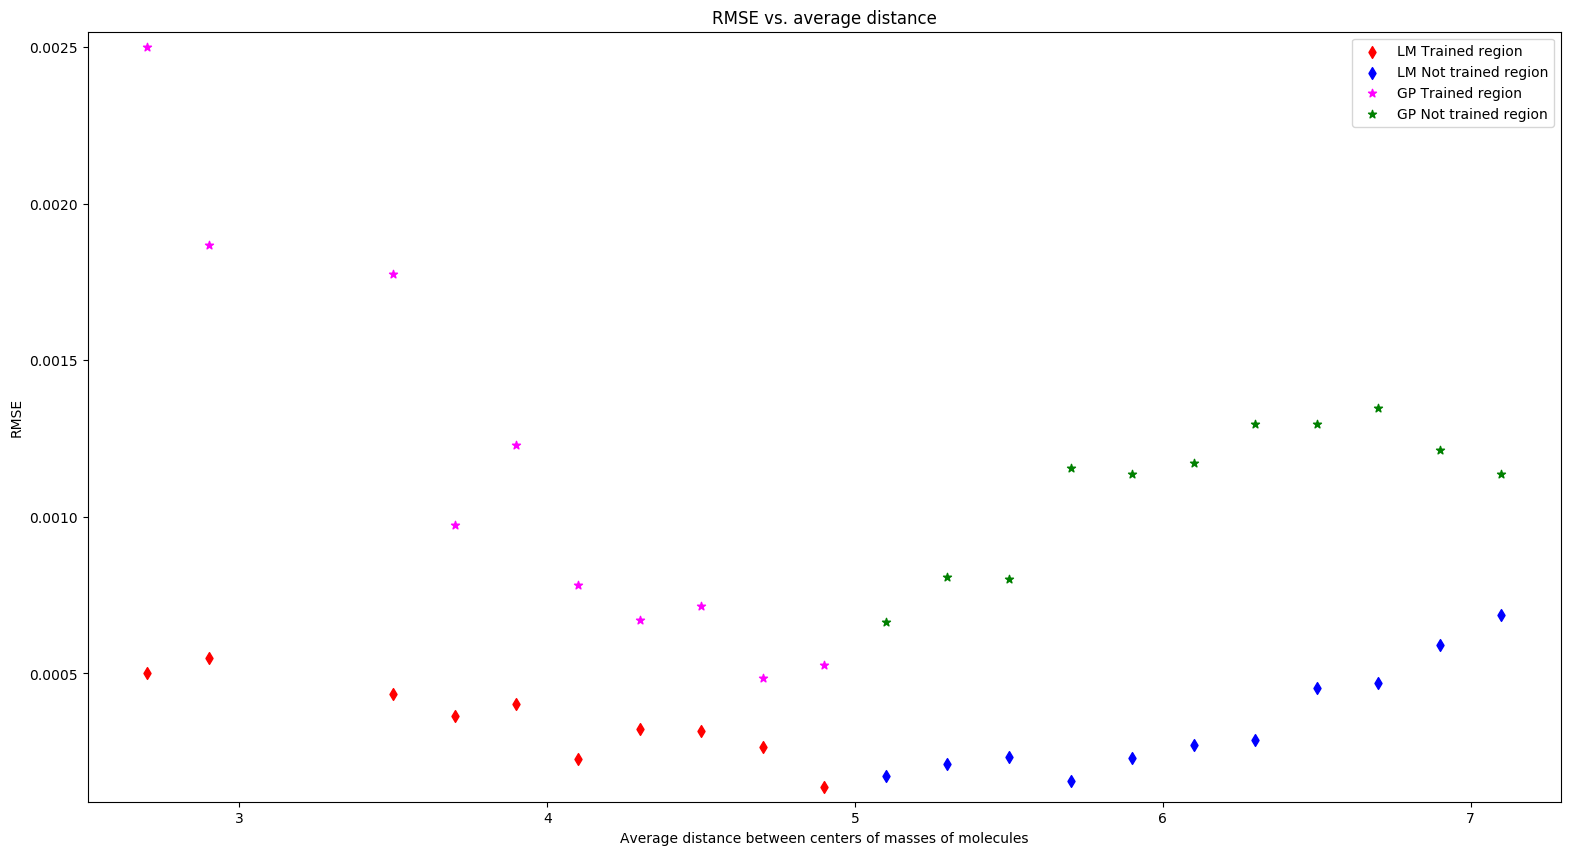 RMSE vs. average distance
LM Trained region
LM Not trained region
GP Trained region
GP Not trained region
RMSE
0.0025
0.0020
0.0015
0.0010
0.0005
3 4 5 6 7
Average distance between centers of masses of molecules